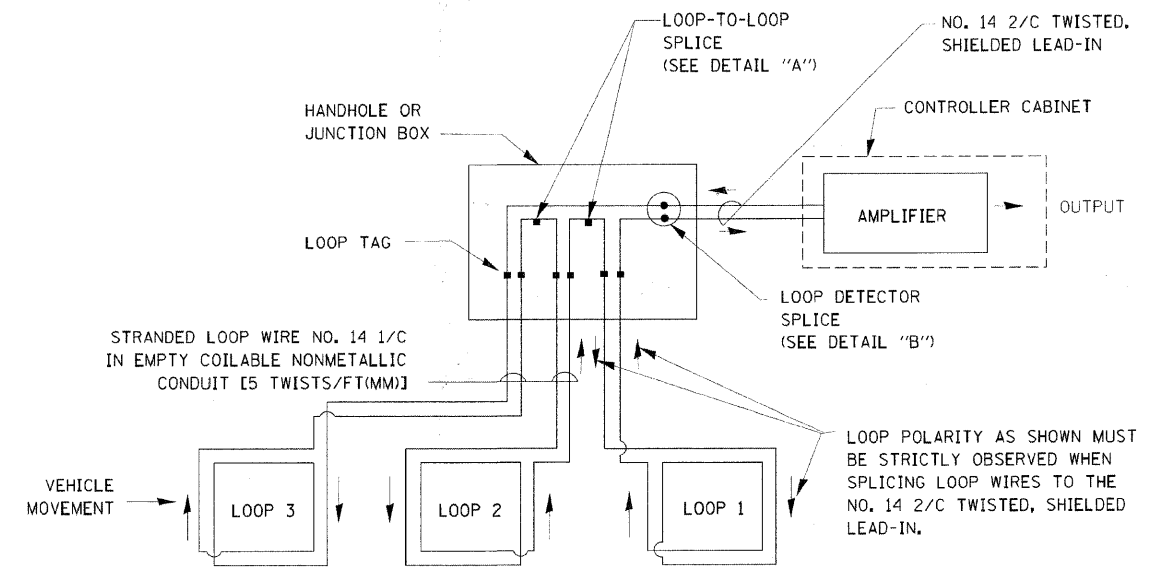 LOOP-TO-LOOP
SPLICE
(SEE DETAIL "A")
NO. 14 2/C TWISTED,
SHIELDED LEAD-IN
HANDHOLE OR
JUNCTION BOX
CONTROLLER CABINET
AMPLIFIER
OUTPUT
LOOP TAG
LOOP DETECTOR
SPLICE
(SEE DETAIL "B")
STRANDED LOOP WIRE NO. 14 1/C
IN EMPTY COILABLE NONMETALLIC
CONDUIT [5 TWISTS/FT(MM)]
LOOP POLARITY AS SHOWN MUST
BE STRICTLY OBSERVED WHEN
SPLICING LOOP WIRES TO THE
NO. 14 2/C TWISTED, SHIELDED
LEAD-IN.
VEHICLE
MOVEMENT
LOOP 3
LOOP 2
LOOP 1